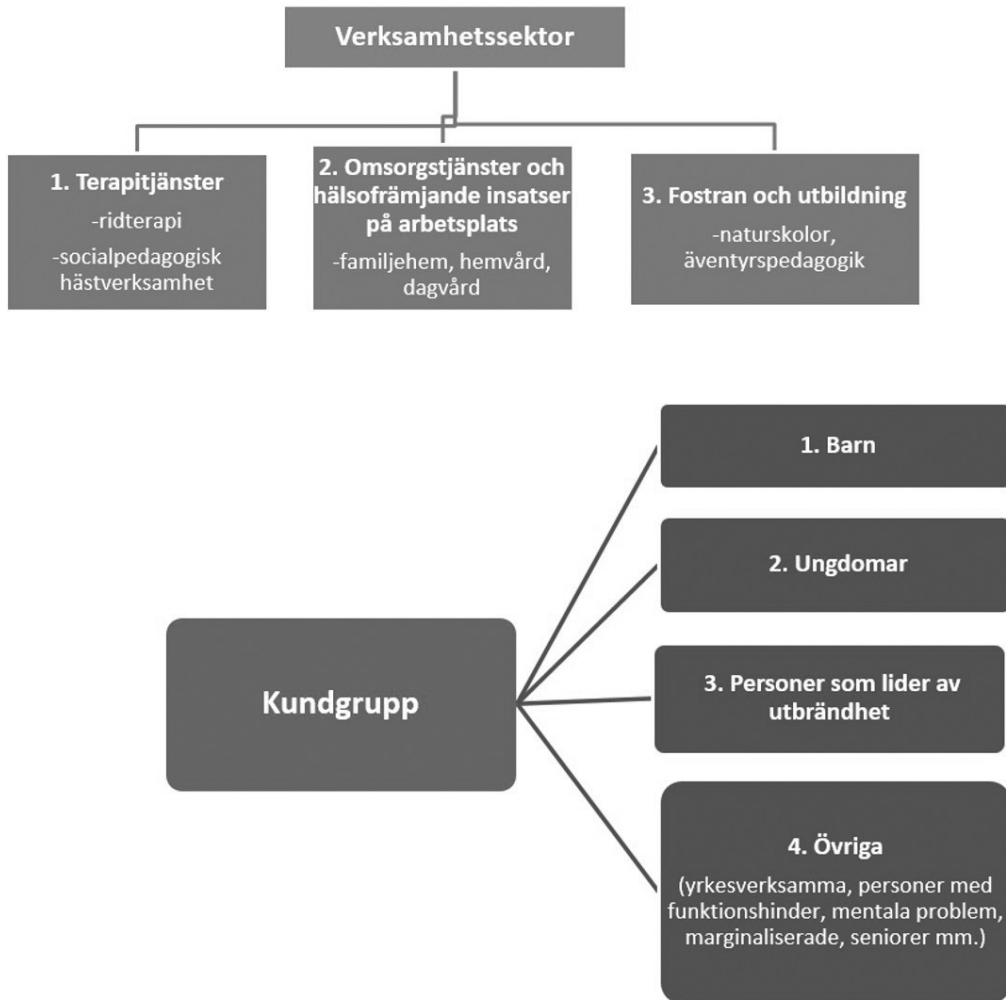 Verksamhetssektor
1. Terapitjänster
-ridterapi
-socialpedagogisk
hästverksamhet
2. Omsorgstjänster och
hälsofrämjande insatser
på arbetsplats
-familjehem, hemvård,
dagvård
3. Fostran och utbildning
-naturskolor,
äventyrspedagogik
Kundgrupp
1. Barn
2. Ungdomar
3. Personer som lider av
utbrändhet
4. Övriga
(yrkesverksamma, personer med
funktionshinder, mentala problem,
marginaliserade, seniorer mm.)